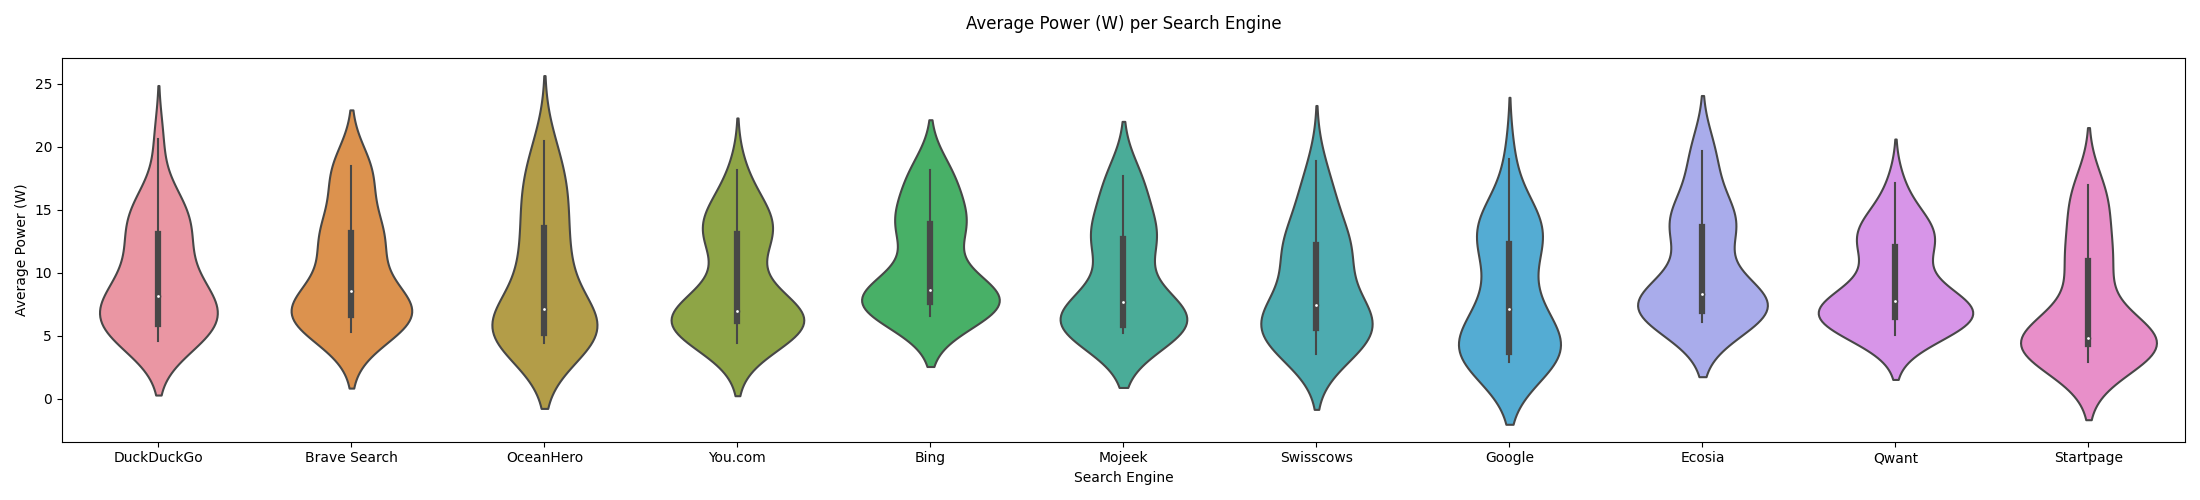 Average Power (W) per Search Engine
Average Power (W)
25
20
15
10
5
0
DuckDuckGo Brave Search OceanHero You.com Bing Mojeek Swisscows Google Ecosia Qwant Startpage
Search Engine